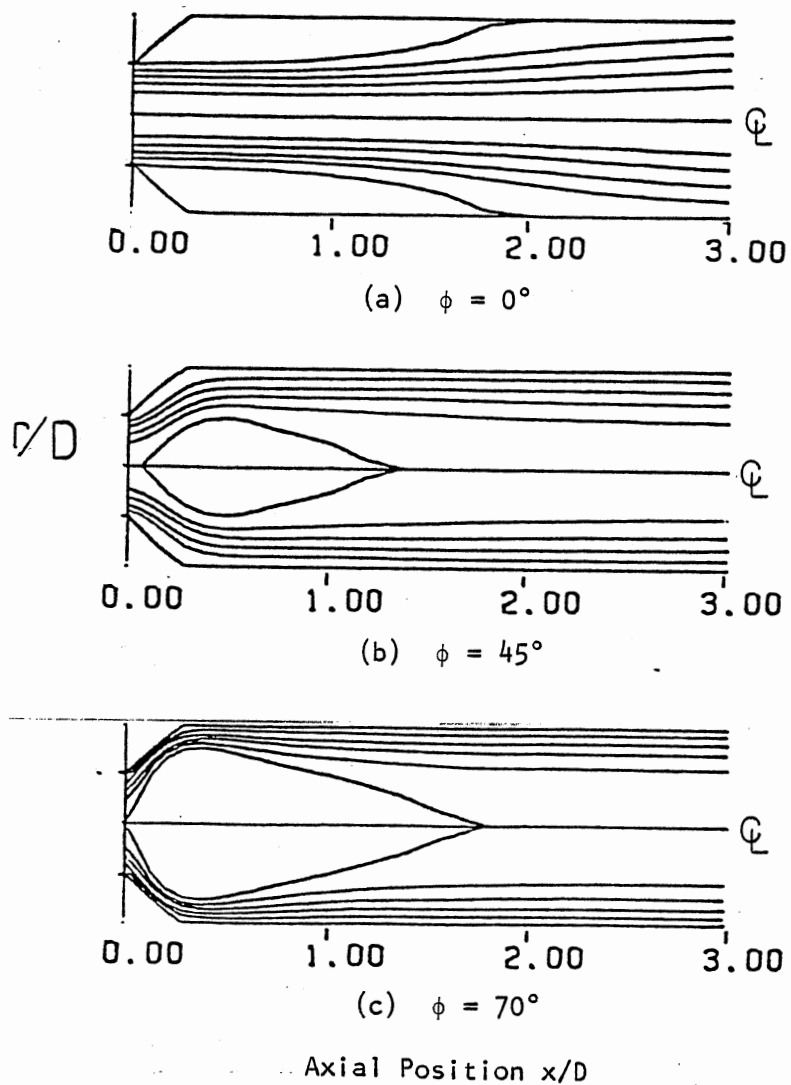 ℄
0.00 1.00 2.00 3.00
(a) φ = 0°
r/D
℄
0.00 1.00 2.00 3.00
(b) φ = 45°
℄
0.00 1.00 2.00 3.00
(c) φ = 70°
Axial Position x/D